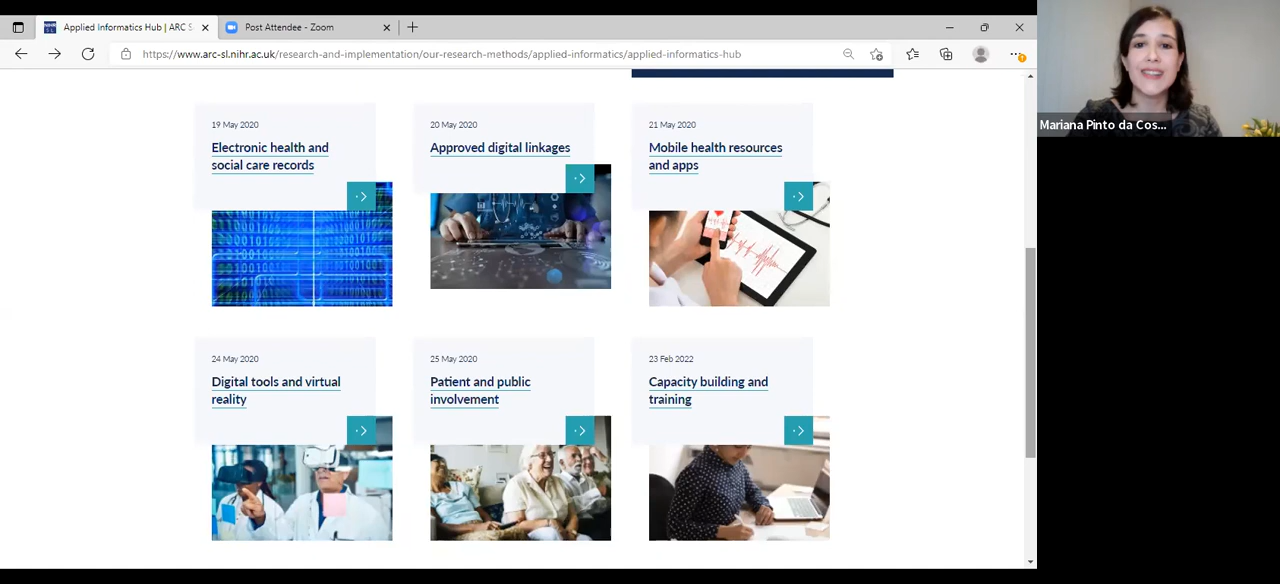 Applied Informatics Hub | ARC S
Post Attendee - Zoom
https://www.arc-sl.nihr.ac.uk/research-and-implementation/our-research-methods/applied-informatics/applied-informatics-hub
Mariana Pinto da Cos...
19 May 2020
Electronic health and
social care records
20 May 2020
Approved digital linkages
21 May 2020
Mobile health resources
and apps
24 May 2020
Digital tools and virtual
reality
25 May 2020
Patient and public
involvement
23 Feb 2022
Capacity building and
training